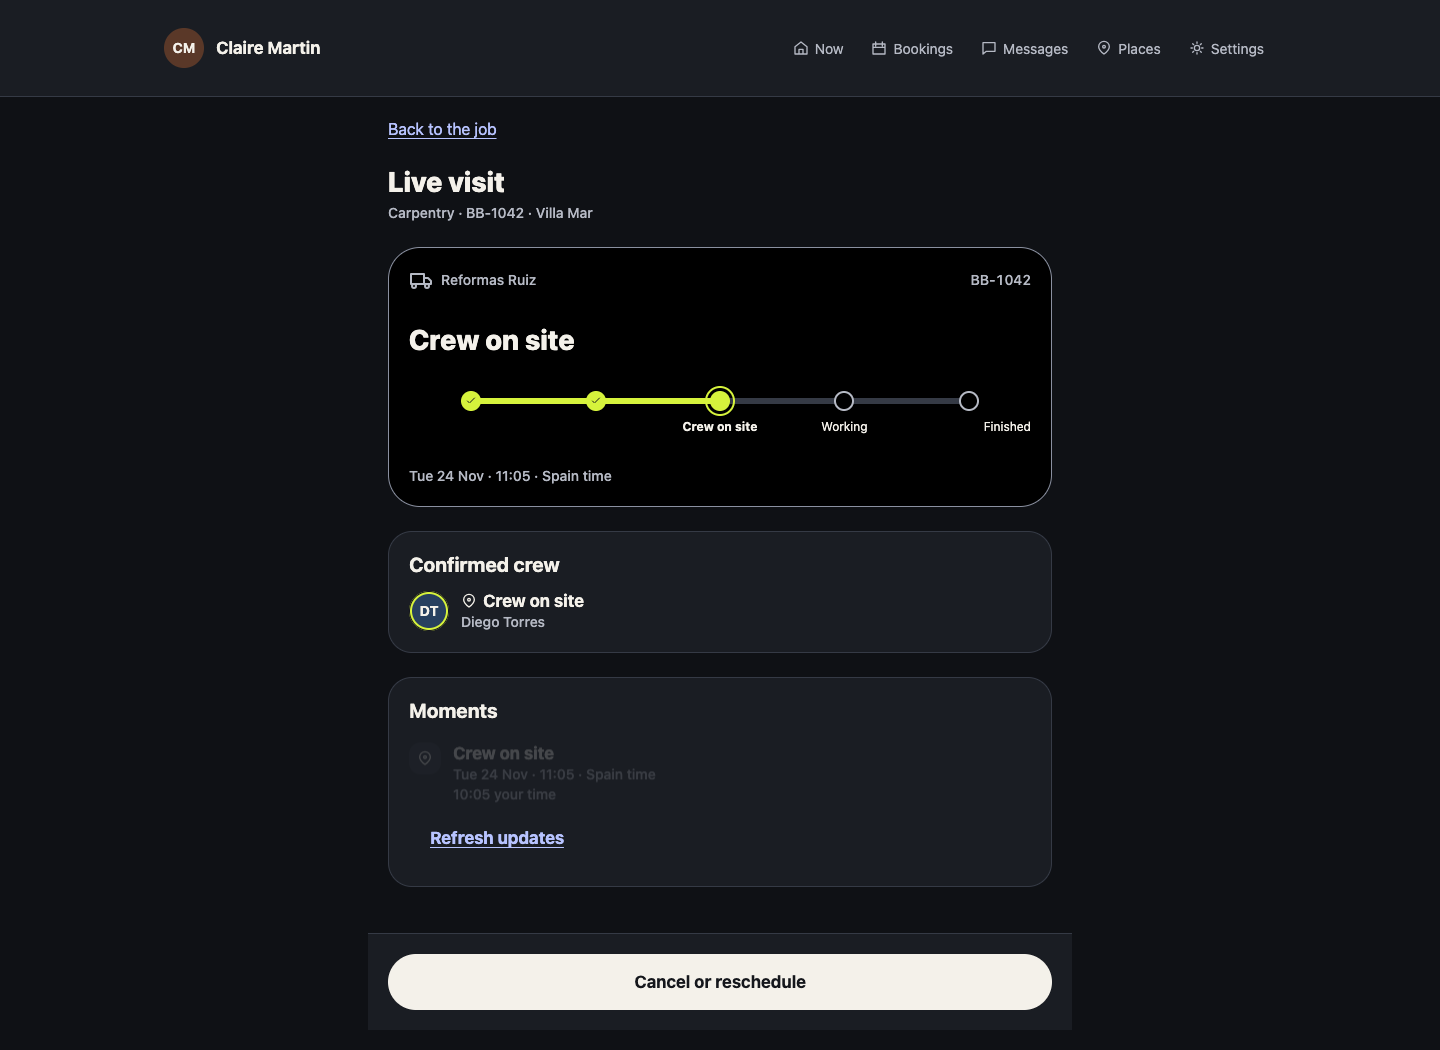 CM
Claire Martin
Now
Bookings
Messages
Places
Settings
Back to the job
Live visit
Carpentry · BB-1042 · Villa Mar
Reformas Ruiz
BB-1042
Crew on site
Crew on site
Working
Finished
Tue 24 Nov · 11:05 · Spain time
Confirmed crew
DT
Crew on site
Diego Torres
Moments
Crew on site
Tue 24 Nov · 11:05 · Spain time
10:05 your time
Refresh updates
Cancel or reschedule